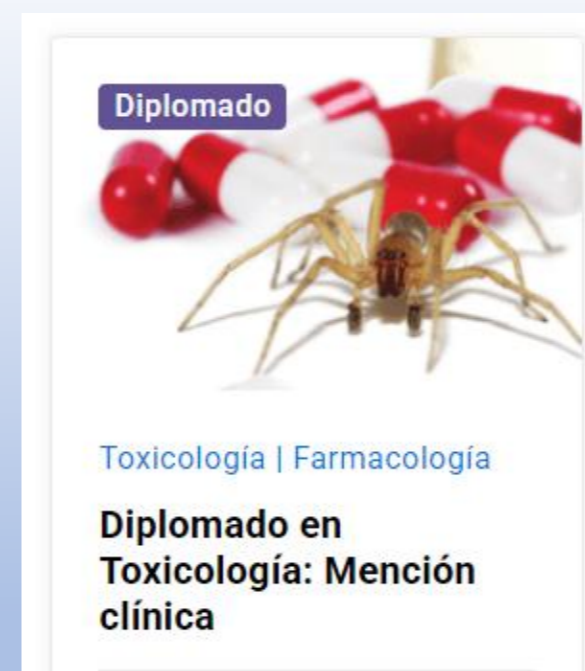 Diplomado
Toxicología | Farmacología
Diplomado en
Toxicología: Mención
clínica